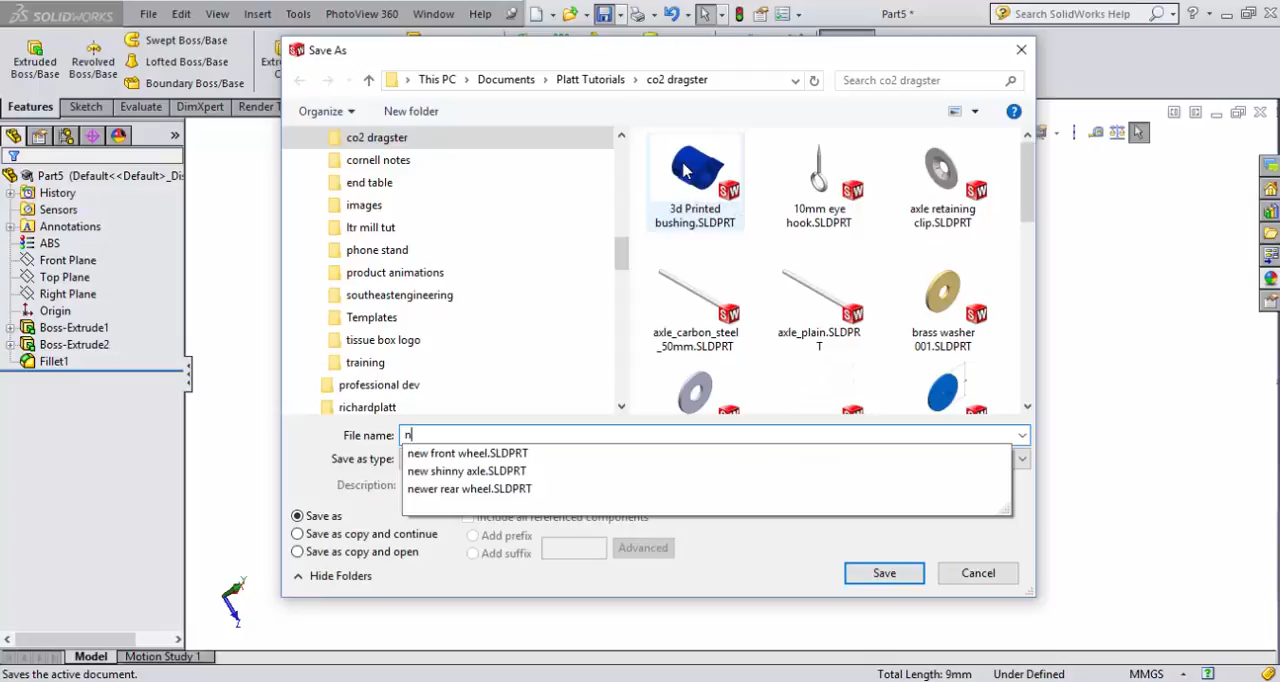 SOLIDWORKS File Edit View Insert Tools PhotoView 360 Window Help Part5 * Search SolidWorks Help
Extruded Boss/Base
Revolved Boss/Base
Swept Boss/Base
Lofted Boss/Base
Boundary Boss/Base
Features Sketch Evaluate DimXpert Render T
Part5 (Default<<Default>_Dis
History
Sensors
Annotations
ABS
Front Plane
Top Plane
Right Plane
Origin
Boss-Extrude1
Boss-Extrude2
Fillet1
Save As
This PC > Documents > Platt Tutorials > co2 dragster
Search co2 dragster
Organize New folder
co2 dragster
cornell notes
end table
images
ltr mill tut
phone stand
product animations
southeastengineering
Templates
tissue box logo
training
professional dev
richardplatt
3d Printed
bushing.SLDPRT
10mm eye
hook.SLDPRT
axle retaining
clip.SLDPRT
axle_carbon_steel
_50mm.SLDPRT
axle_plain.SLDPR
T
brass washer
001.SLDPRT
File name: n
new front wheel.SLDPRT
new shinny axle.SLDPRT
newer rear wheel.SLDPRT
Save as type:
Description:
Save as
Save as copy and continue
Save as copy and open
Include all referenced components
Add prefix
Add suffix
Advanced
Hide Folders
Save Cancel
Model Motion Study 1
Saves the active document. Total Length: 9mm Under Defined MMGS